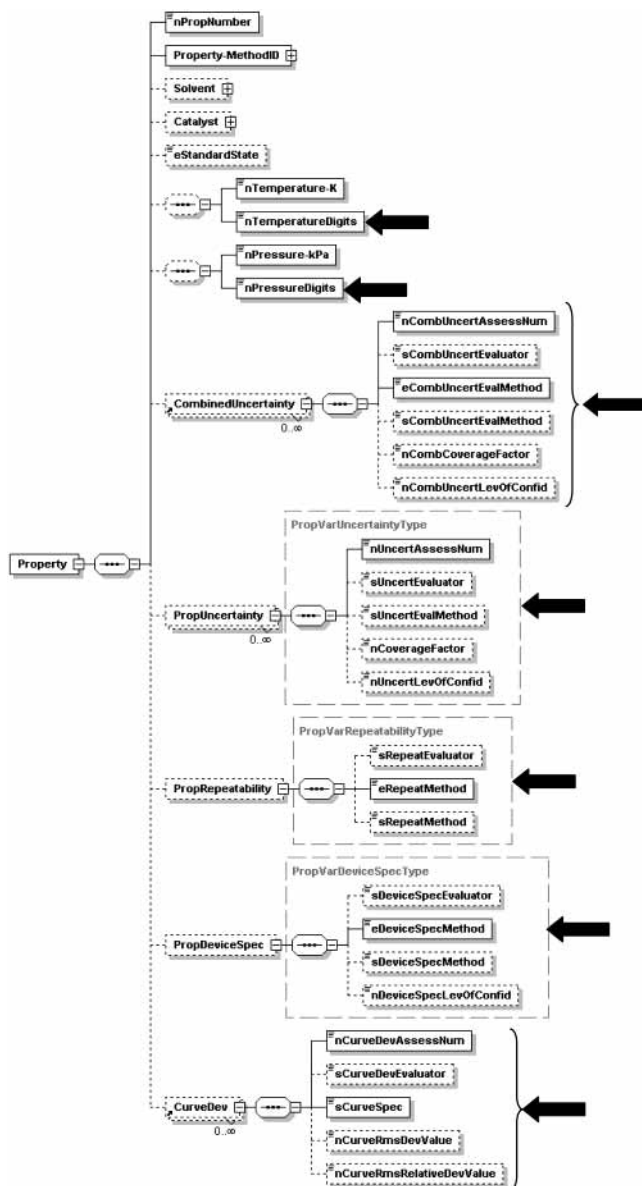 nPropNumber
Property-MethodID
Solvent
Catalyst
eStandardState
nTemperature-K
nTemperatureDigits
nPressure-kPa
nPressureDigits
nCombUncertAssessNum
sCombUncertEvaluator
eCombUncertEvalMethod
CombinedUncertainty
0..∞
sCombUncertEvalMethod
nCombCoverageFactor
nCombUncertLevOfConfid
Property
PropVarUncertaintyType
nUncertAssessNum
sUncertEvaluator
PropUncertainty
0..∞
sUncertEvalMethod
nCoverageFactor
nUncertLevOfConfid
PropVarRepeatabilityType
sRepeatEvaluator
PropRepeatability
eRepeatMethod
sRepeatMethod
PropVarDeviceSpecType
sDeviceSpecEvaluator
eDeviceSpecMethod
PropDeviceSpec
sDeviceSpecMethod
nDeviceSpecLevOfConfid
nCurveDevAssessNum
sCurveDevEvaluator
CurveDev
0..∞
sCurveSpec
nCurveRmsDevValue
nCurveRmsRelativeDevValue